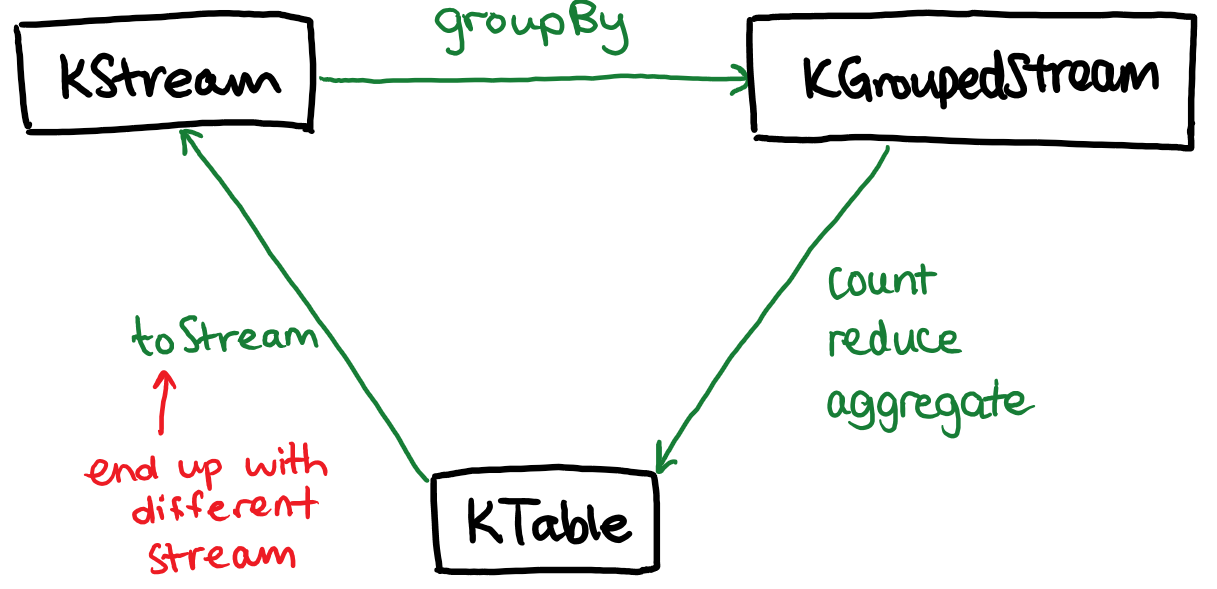 groupBy
KStream
KGroupedStream
count
reduce
aggregate
toStream
end up with
different
stream
KTable